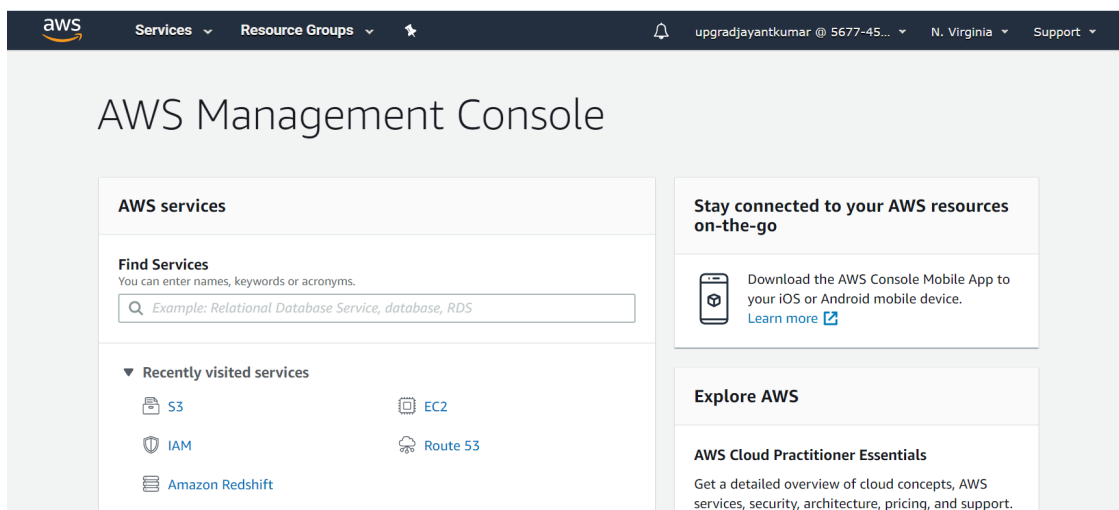 aws
Services
Resource Groups
upgradjayantkumar @ 5677-45...
N. Virginia
Support
AWS Management Console
AWS services
Find Services
You can enter names, keywords or acronyms.
Example: Relational Database Service, database, RDS
Recently visited services
S3
EC2
IAM
Route 53
Amazon Redshift
Stay connected to your AWS resources
on-the-go
Download the AWS Console Mobile App to
your iOS or Android mobile device.
Learn more
Explore AWS
AWS Cloud Practitioner Essentials
Get a detailed overview of cloud concepts, AWS
services, security, architecture, pricing, and support.